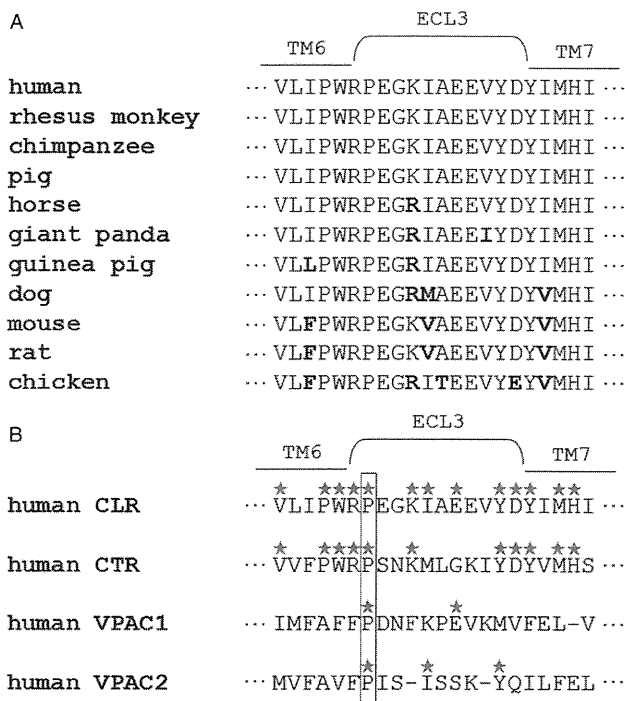 A
ECL3
TM6 TM7
human ··· VLIPWRPEGKIAEEVYDYIMHI ···
rhesus monkey ··· VLIPWRPEGKIAEEVYDYIMHI ···
chimpanzee ··· VLIPWRPEGKIAEEVYDYIMHI ···
pig ··· VLIPWRPEGKIAEEVYDYIMHI ···
horse ··· VLIPWRPEGRIAEEVYDYIMHI ···
giant panda ··· VLIPWRPEGRIAEEIYDYIMHI ···
guinea pig ··· VLLPWRPEGRIAEEVYDYIMHI ···
dog ··· VLIPWRPEGRMAEEVYDYVMHI ···
mouse ··· VLFPWRPEGKVAEEVYDYVMHI ···
rat ··· VLFPWRPEGKVAEEVYDYVMHI ···
chicken ··· VLFPWRPEGRITEEVYEYVMHI ···
B
ECL3
TM6 TM7
human CLR ··· VLIPWRPEGKIAEEVYDYIMHI ···
human CTR ··· VVFPWRPSNKMLGKIYDYVMHS ···
human VPAC1 ··· IMFAFFPDNFKPEVKMVFEL-V ···
human VPAC2 ··· MVFAVFPIS-ISSK-YQILFEL ···